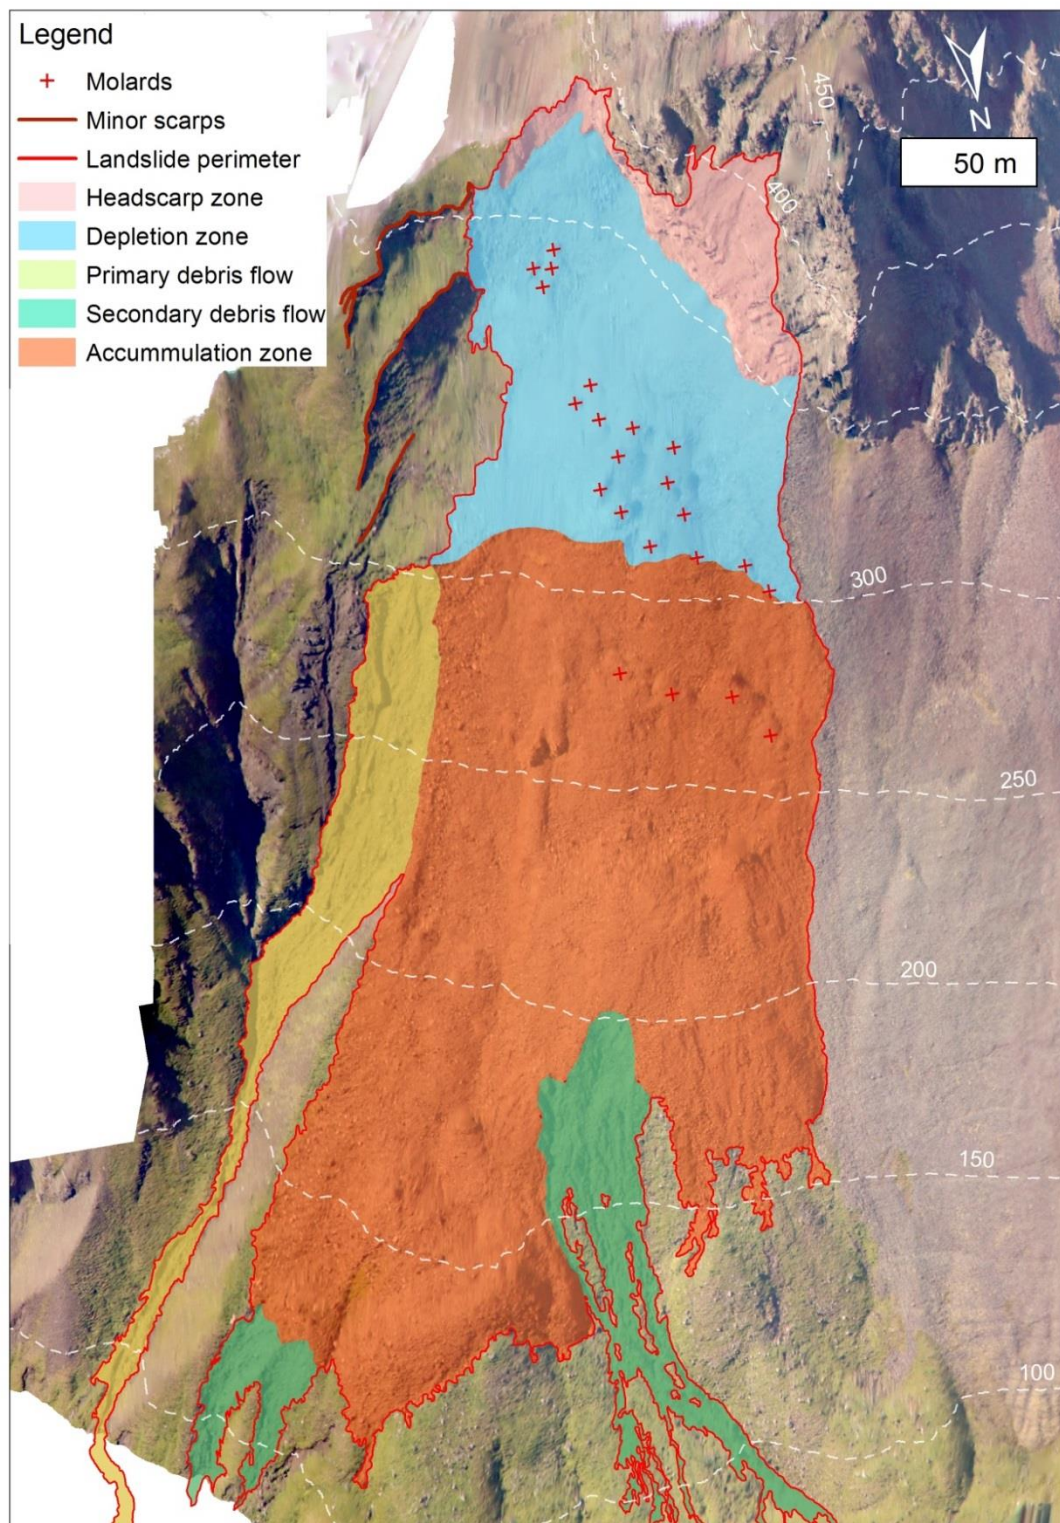 Legend
Molards
Minor scarps
Landslide perimeter
Headscarp zone
Depletion zone
Primary debris flow
Secondary debris flow
Accummulation zone
N
50 m
450
400
300
250
200
150
100